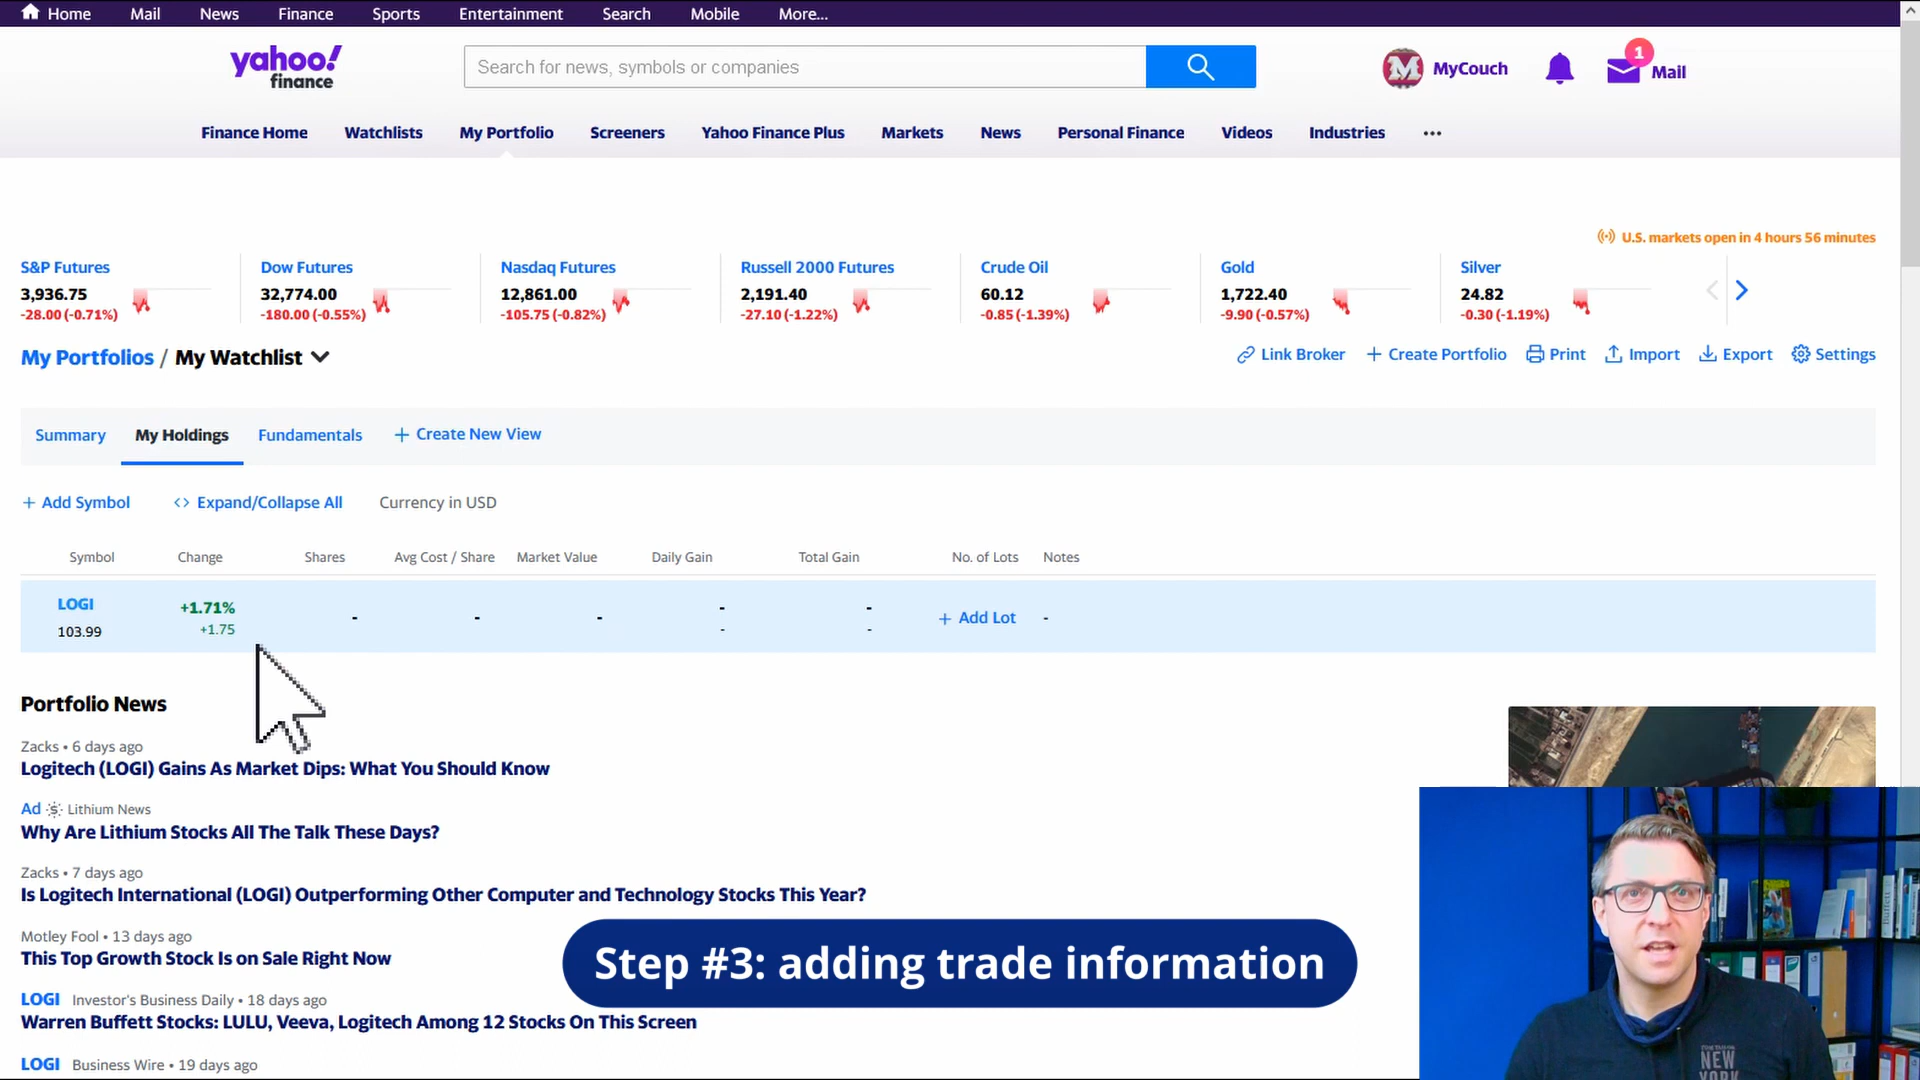 Home Mail News Finance Sports Entertainment Search Mobile More...
yahoo!
finance
Search for news, symbols or companies
M
MyCouch
1
Mail
Finance Home Watchlists My Portfolio Screeners Yahoo Finance Plus Markets News Personal Finance Videos Industries
U.S. markets open in 4 hours 56 minutes
S&P Futures Dow Futures Nasdaq Futures Russell 2000 Futures Crude Oil Gold Silver
3,936.75 32,774.00 12,861.00 2,191.40 60.12 1,722.40 24.82
-28.00 (-0.71%) -180.00 (-0.55%) -105.75 (-0.82%) -27.10 (-1.22%) -0.85 (-1.39%) -9.90 (-0.57%) -0.30 (-1.19%)
My Portfolios / My Watchlist
Link Broker + Create Portfolio Print Import Export Settings
Summary My Holdings Fundamentals + Create New View
+ Add Symbol <> Expand/Collapse All Currency in USD
Symbol Change Shares Avg Cost / Share Market Value Daily Gain Total Gain No. of Lots Notes
LOGI +1.71% - - - - - + Add Lot -
103.99 +1.75 - -
Portfolio News
Zacks • 6 days ago
Logitech (LOGI) Gains As Market Dips: What You Should Know
Ad Lithium News
Why Are Lithium Stocks All The Talk These Days?
Zacks • 7 days ago
Is Logitech International (LOGI) Outperforming Other Computer and Technology Stocks This Year?
Motley Fool • 13 days ago
This Top Growth Stock Is on Sale Right Now
LOGI Investor's Business Daily • 18 days ago
Warren Buffett Stocks: LULU, Veeva, Logitech Among 12 Stocks On This Screen
LOGI Business Wire • 19 days ago
Step #3: adding trade information
NEW
YORK